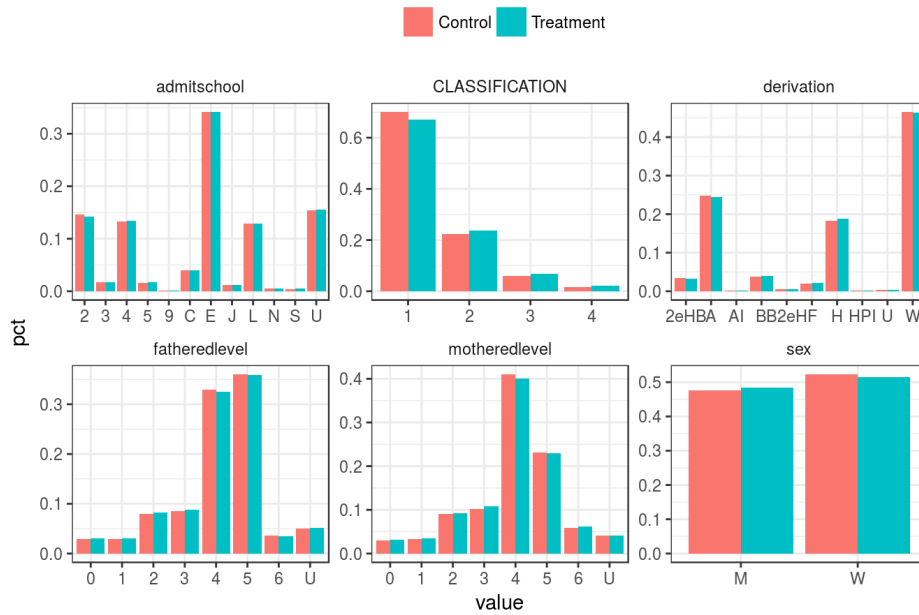 Control Treatment
admitschool CLASSIFICATION derivation
0.3
0.2
0.1
0.0
2 3 4 5 9 C E J L N S U
0.6
0.4
0.2
0.0
1 2 3 4
0.4
0.3
0.2
0.1
0.0
2eHBA AI BB2eHF H HPI U W
pct
fatheredlevel motheredlevel sex
0.3
0.2
0.1
0.0
0 1 2 3 4 5 6 U
0.4
0.3
0.2
0.1
0.0
0 1 2 3 4 5 6 U
0.5
0.4
0.3
0.2
0.1
0.0
M W
value